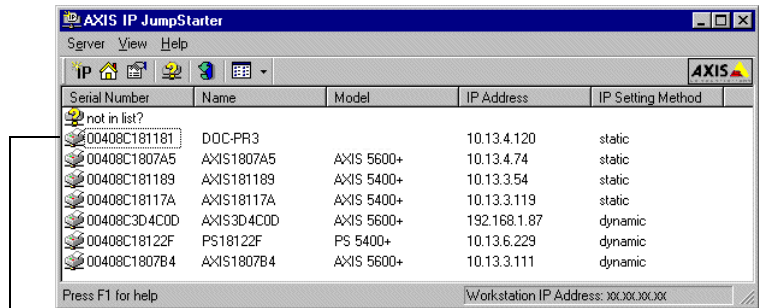 AXIS IP JumpStarter
Server View Help
IP AXIS
Serial Number Name Model IP Address IP Setting Method
not in list?
00408C181181 DOC-PR3 10.13.4.120 static
00408C1807A5 AXIS1807A5 AXIS 5600+ 10.13.4.74 static
00408C181189 AXIS181189 AXIS 5400+ 10.13.3.54 static
00408C18117A AXIS18117A AXIS 5400+ 10.13.3.119 static
00408C3D4C0D AXIS3D4C0D AXIS 5600+ 192.168.1.87 dynamic
00408C18122F PS18122F PS 5400+ 10.13.6.229 dynamic
00408C1807B4 AXIS1807B4 AXIS 5600+ 10.13.3.111 dynamic
Press F1 for help Workstation IP Address: xx.xx.xx.xx